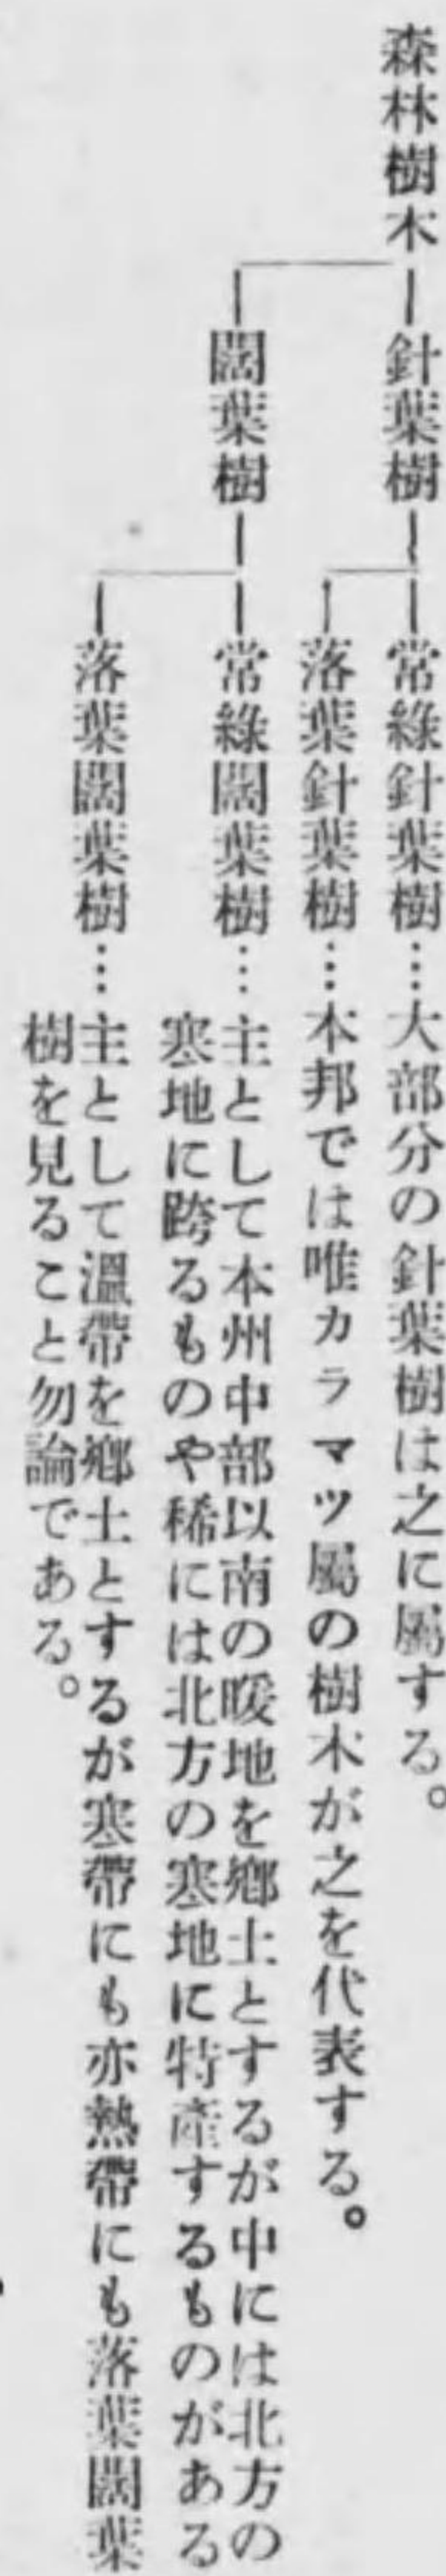 森林樹木
針葉樹
常綠針葉樹…大部分の針葉樹は之に屬する。
落葉針葉樹…本邦では唯カラマツ屬の樹木が之を代表する。
闊葉樹
常綠闊葉樹…主として本州中部以南の暖地を鄕土とするが中には北方の
寒地に跨るものや稀には北方の寒地に特產するものがある
落葉闊葉樹…主として溫帶を鄕土とするが寒帶にも亦熱帶にも落葉闊葉
樹を見ること勿論である。